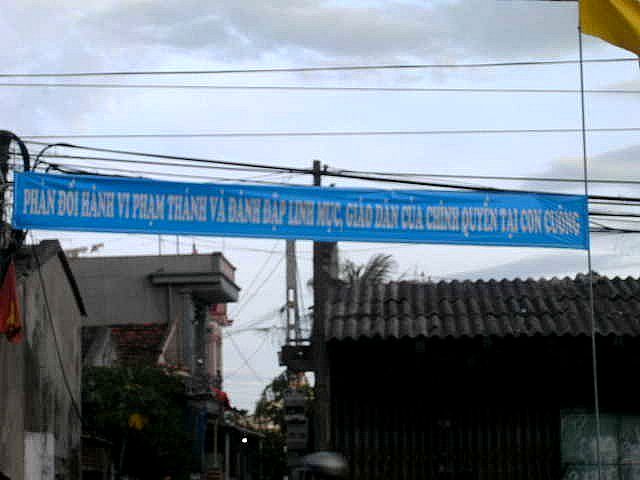 PHẢN ĐỐI HÀNH VI PHẠM THÁNH VÀ ĐÁNH ĐẬP LINH MỤC, GIÁO DÂN CỦA CHÍNH QUYỀN TẠI CON CUÔNG